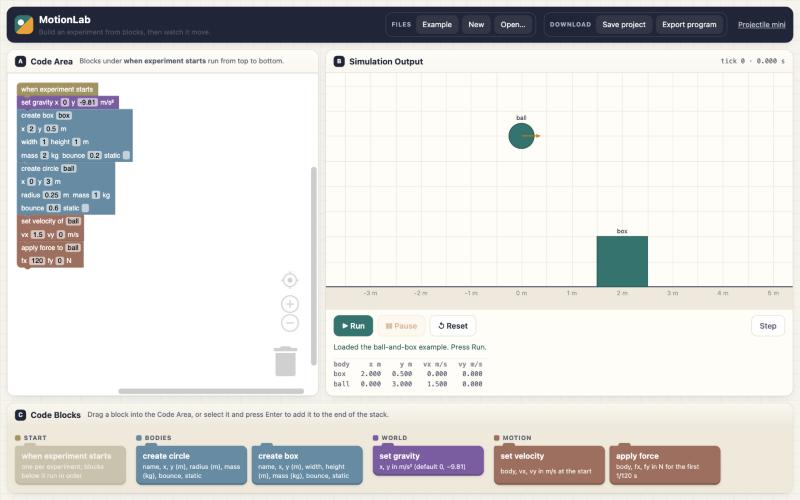 MotionLab
Build an experiment from blocks, then watch it move.
FILES Example New Open...
DOWNLOAD Save project Export program
Projectile mini
A Code Area Blocks under when experiment starts run from top to bottom.
when experiment starts
set gravity x 0 y -9.81 m/s²
create box box
x 2 y 0.5 m
width 1 height 1 m
mass 2 kg bounce 0.2 static
create circle ball
x 0 y 3 m
radius 0.25 m mass 1 kg
bounce 0.6 static
set velocity of ball
vx 1.5 vy 0 m/s
apply force to ball
fx 120 fy 0 N
B Simulation Output tick 0 · 0.000 s
ball
box
-3 m -2 m -1 m 0 m 1 m 2 m 3 m 4 m 5 m
Run Pause Reset Step
Loaded the ball-and-box example. Press Run.
body x m y m vx m/s vy m/s
box 2.000 0.500 0.000 0.000
ball 0.000 3.000 1.500 0.000
C Code Blocks Drag a block into the Code Area, or select it and press Enter to add it to the end of the stack.
START
when experiment starts
one per experiment; blocks
below it run in order
BODIES
create circle
name, x, y (m), radius (m), mass
(kg), bounce, static
create box
name, x, y (m), width, height
(m), mass (kg), bounce, static
WORLD
set gravity
x, y in m/s² (default 0, −9.81)
MOTION
set velocity
body, vx, vy in m/s at the start
apply force
body, fx, fy in N for the first
1/120 s